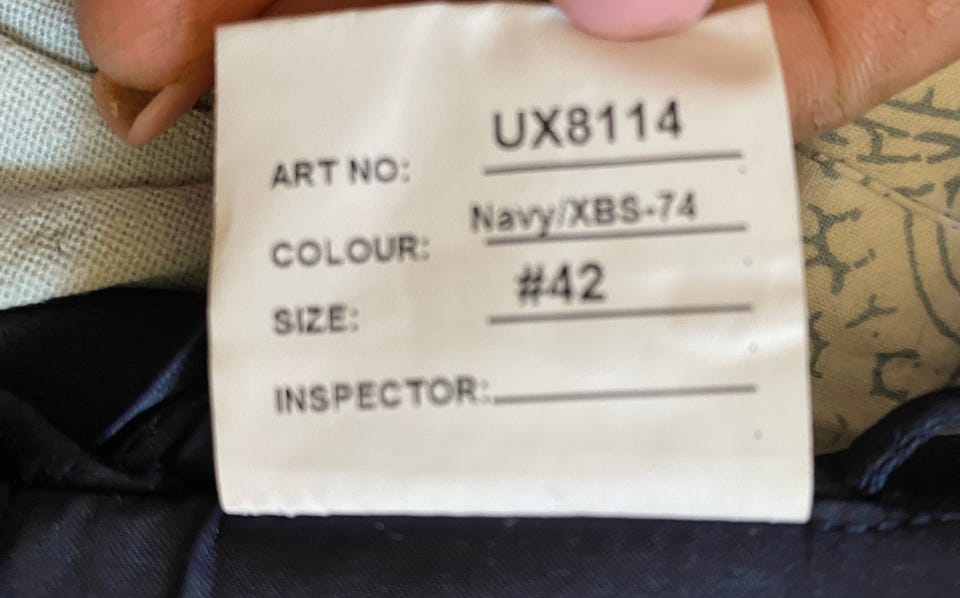 ART NO: UX8114
COLOUR: Navy/XBS-74
SIZE: #42
INSPECTOR: